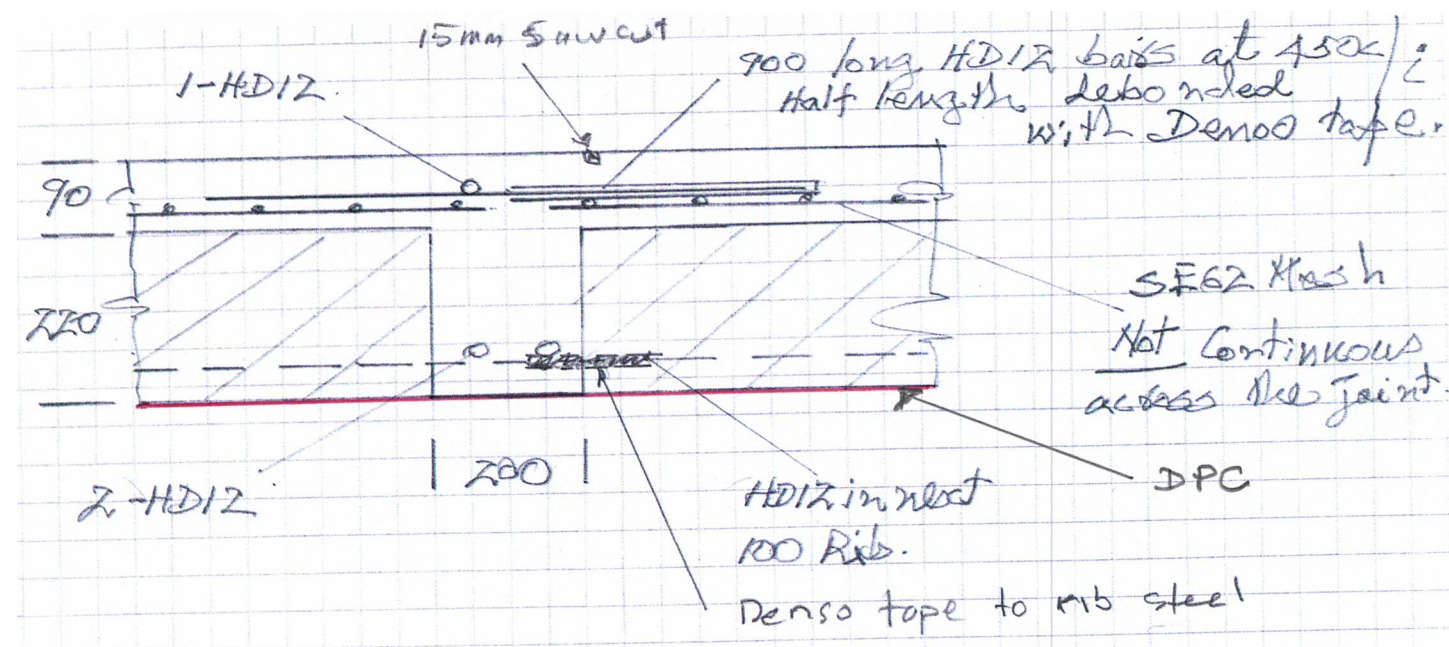 15mm Sawcut
900 long HD12 bars at 450c/c
Half length debonded
with Denso tape.
1-HD12.
90
220
SE62 Mesh
Not Continuous
across the Joint.
200
DPC
2-HD12.
HD12 in next
100 Rib.
Denso tape to rib steel